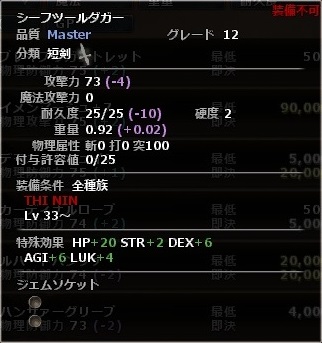 装備不可
シーフツールダガー
品質 Master グレード 12
分類 短剣
攻撃力 73 (-4)
魔法攻撃力 0
耐久度 25/25 (-10) 硬度 2
重量 0.92 (+0.02)
物理属性 斬0 打0 突100
付与許容値 0/25
装備条件 全種族
THI NIN
Lv 33～
特殊効果 HP+20 STR+2 DEX+6
AGI+6 LUK+4
ジェムソケット